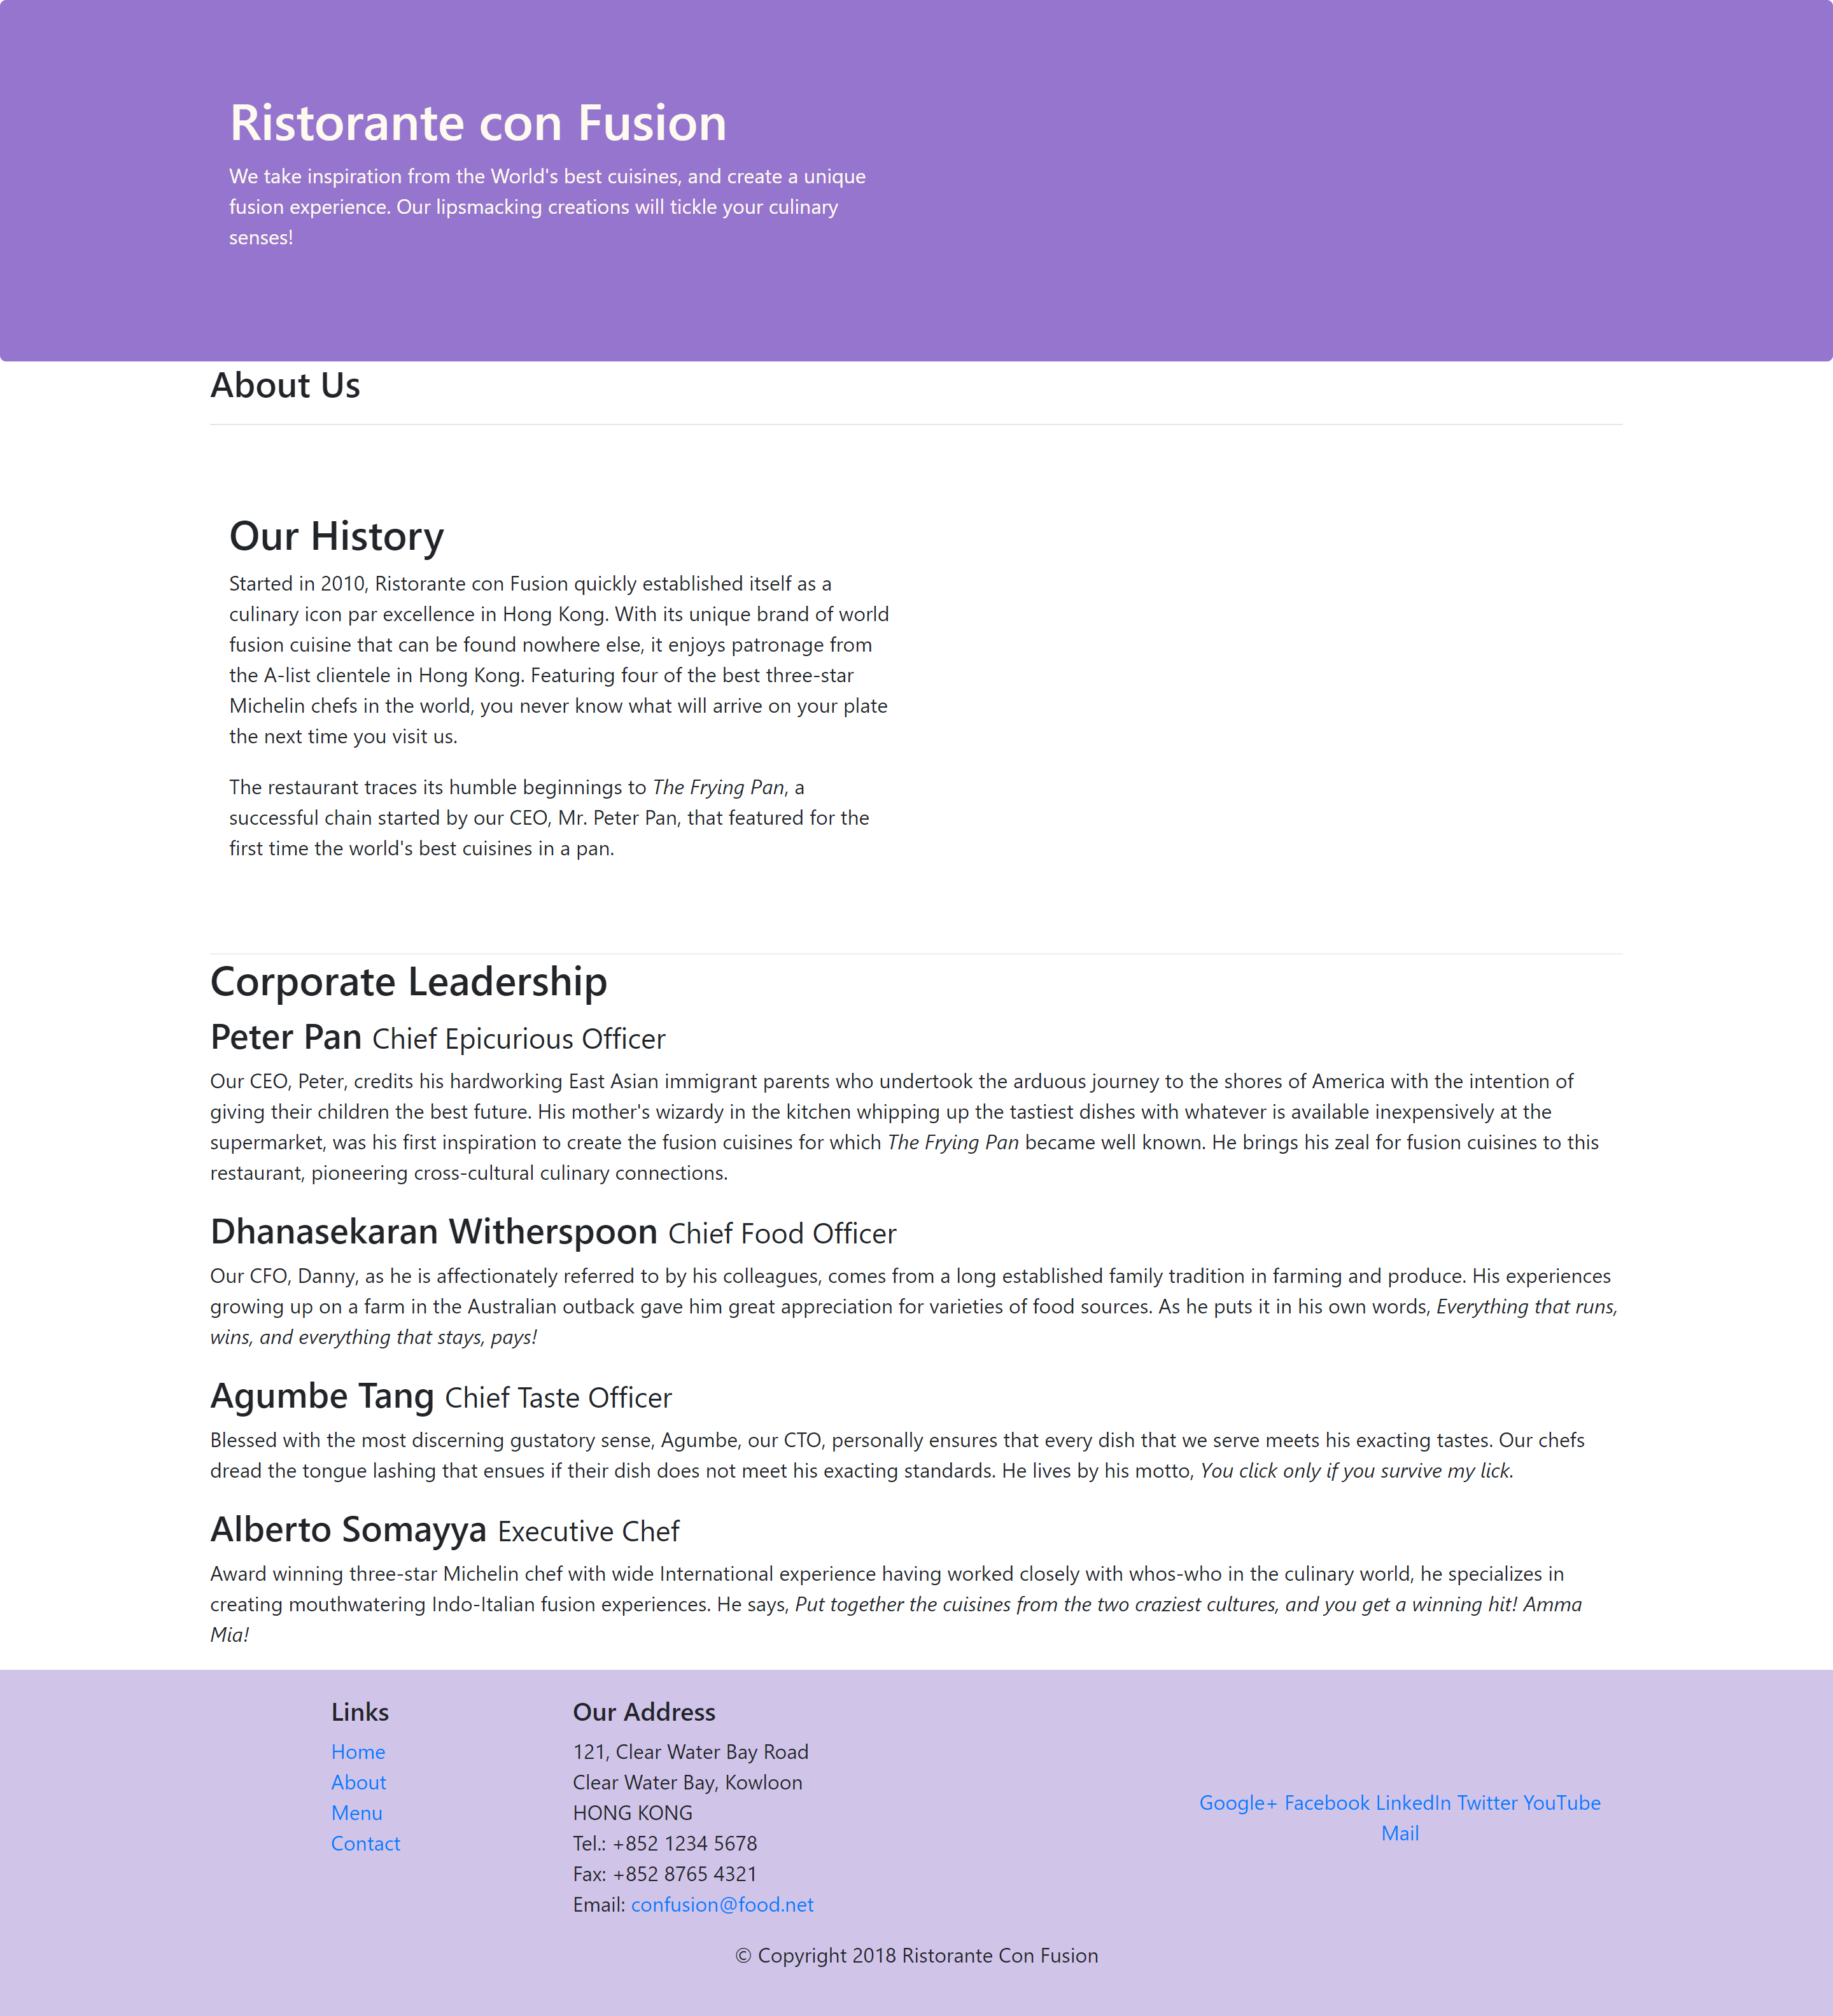 Ristorante con Fusion
We take inspiration from the World's best cuisines, and create a unique
fusion experience. Our lipsmacking creations will tickle your culinary
senses!
About Us
Our History
Started in 2010, Ristorante con Fusion quickly established itself as a
culinary icon par excellence in Hong Kong. With its unique brand of world
fusion cuisine that can be found nowhere else, it enjoys patronage from
the A-list clientele in Hong Kong. Featuring four of the best three-star
Michelin chefs in the world, you never know what will arrive on your plate
the next time you visit us.
The restaurant traces its humble beginnings to The Frying Pan, a
successful chain started by our CEO, Mr. Peter Pan, that featured for the
first time the world's best cuisines in a pan.
Corporate Leadership
Peter Pan Chief Epicurious Officer
Our CEO, Peter, credits his hardworking East Asian immigrant parents who undertook the arduous journey to the shores of America with the intention of
giving their children the best future. His mother's wizardy in the kitchen whipping up the tastiest dishes with whatever is available inexpensively at the
supermarket, was his first inspiration to create the fusion cuisines for which The Frying Pan became well known. He brings his zeal for fusion cuisines to this
restaurant, pioneering cross-cultural culinary connections.
Dhanasekaran Witherspoon Chief Food Officer
Our CFO, Danny, as he is affectionately referred to by his colleagues, comes from a long established family tradition in farming and produce. His experiences
growing up on a farm in the Australian outback gave him great appreciation for varieties of food sources. As he puts it in his own words, Everything that runs,
wins, and everything that stays, pays!
Agumbe Tang Chief Taste Officer
Blessed with the most discerning gustatory sense, Agumbe, our CTO, personally ensures that every dish that we serve meets his exacting tastes. Our chefs
dread the tongue lashing that ensues if their dish does not meet his exacting standards. He lives by his motto, You click only if you survive my lick.
Alberto Somayya Executive Chef
Award winning three-star Michelin chef with wide International experience having worked closely with whos-who in the culinary world, he specializes in
creating mouthwatering Indo-Italian fusion experiences. He says, Put together the cuisines from the two craziest cultures, and you get a winning hit! Amma
Mia!
Links
Home
About
Menu
Contact
Our Address
121, Clear Water Bay Road
Clear Water Bay, Kowloon
HONG KONG
Tel.: +852 1234 5678
Fax: +852 8765 4321
Email: confusion@food.net
Google+ Facebook LinkedIn Twitter YouTube
Mail
© Copyright 2018 Ristorante Con Fusion